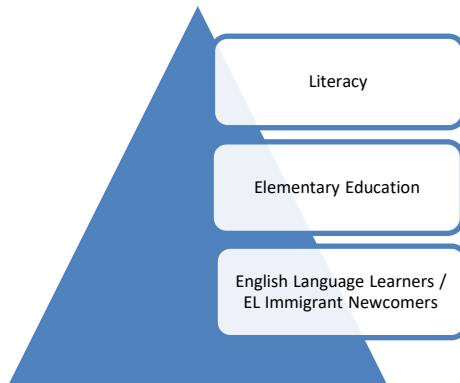 Literacy
Elementary Education
English Language Learners /
EL Immigrant Newcomers